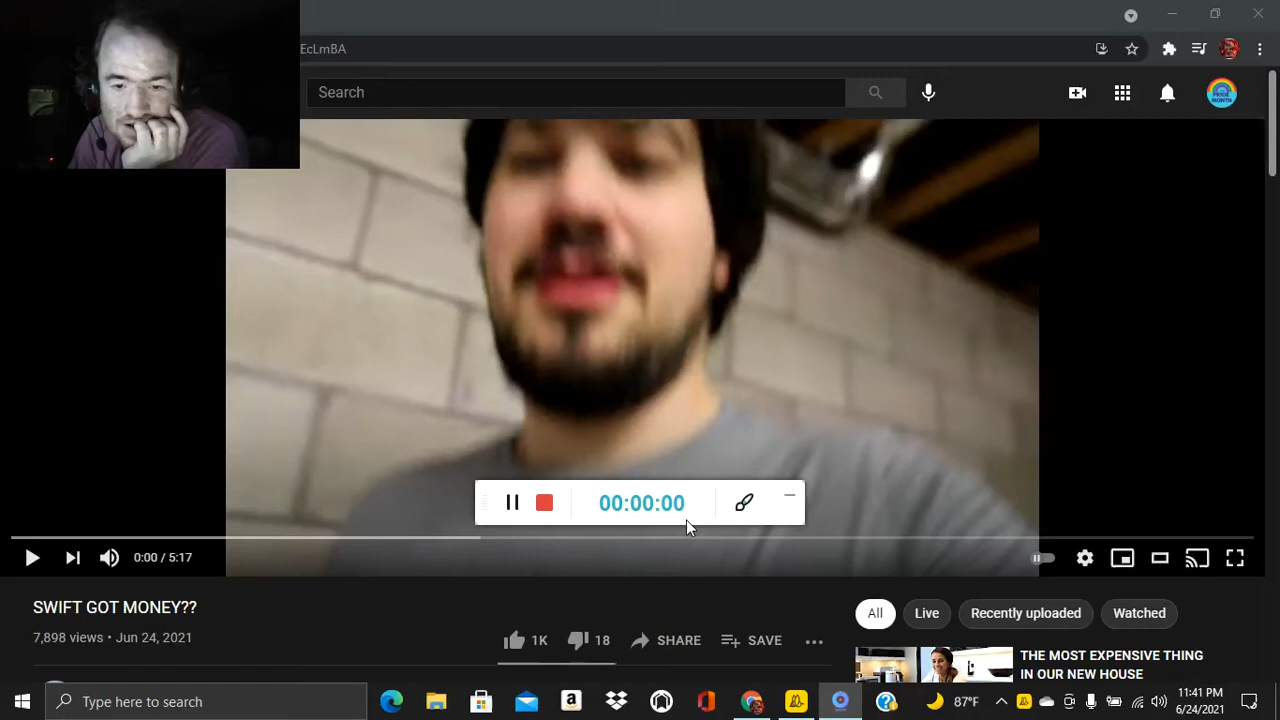 EcLmBA
Search
PRIDE MONTH
00:00:00
0:00 / 5:17
SWIFT GOT MONEY??
7,898 views • Jun 24, 2021
1K
18
SHARE
SAVE
All
Live
Recently uploaded
Watched
THE MOST EXPENSIVE THING
IN OUR NEW HOUSE
Type here to search
87°F
11:41 PM
6/24/2021